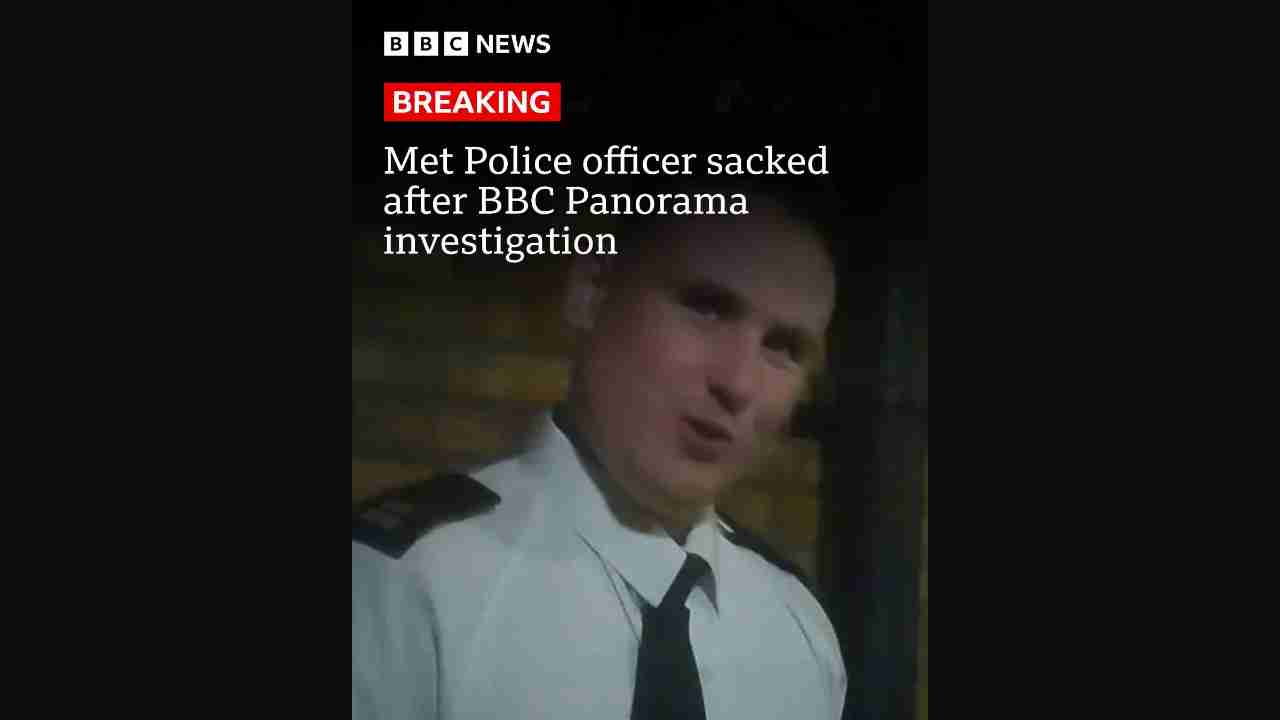 BBC NEWS
BREAKING
Met Police officer sacked
after BBC Panorama
investigation